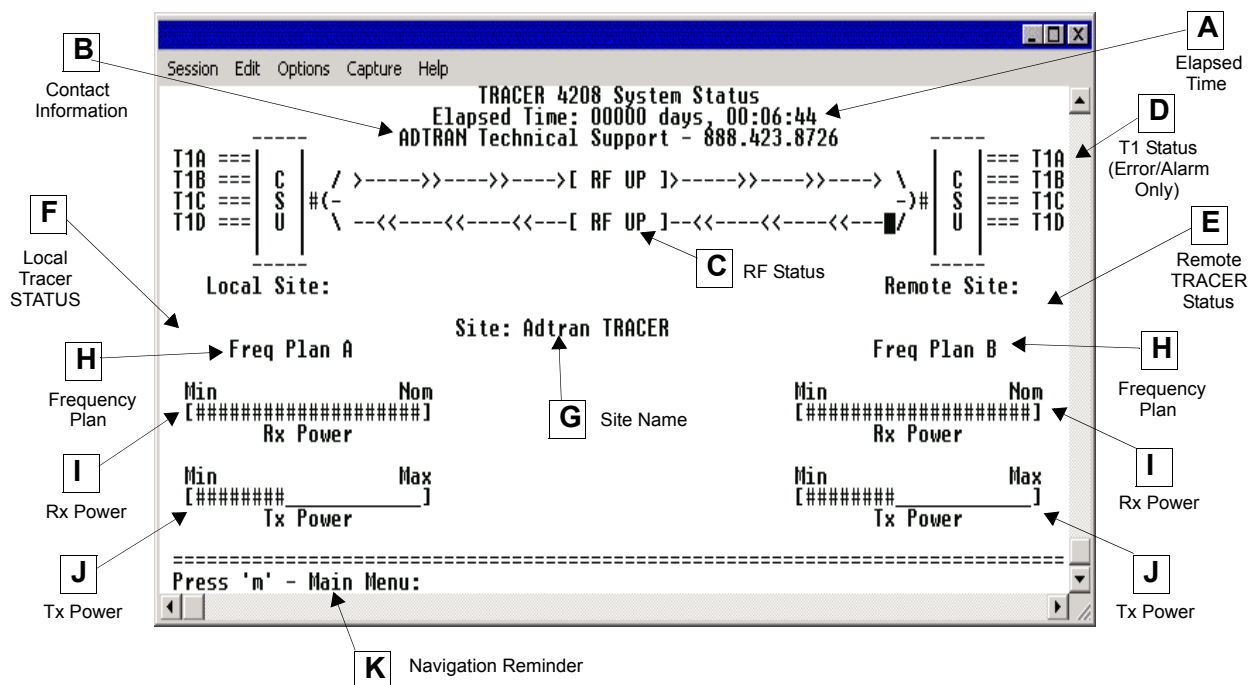 A
Elapsed
Time
B
Contact
Information
Session Edit Options Capture Help
TRACER 4208 System Status
Elapsed Time: 00000 days, 00:06:44
ADTRAN Technical Support - 888.423.8726
----- -----
T1A === | | | | === T1A
T1B === | C | / >----->>----->>----->[ RF UP ]>----->>----->>-----> \ | C | === T1B
T1C === | S | #(- -)# | S | === T1C
T1D === | U | \ --<<-----<<-----<<---[ RF UP ]--<<-----<<-----<<---/ | U | === T1D
----- -----
D
T1 Status
(Error/Alarm
Only)
F
Local
Tracer
STATUS
C RF Status
E
Remote
TRACER
Status
Local Site: Remote Site:
Site: Adtran TRACER
Freq Plan A Freq Plan B
H
Frequency
Plan
H
Frequency
Plan
G Site Name
Min Nom Min Nom
[####################] [####################]
Rx Power Rx Power
I
Rx Power
I
Rx Power
Min Max Min Max
[########____________] [########____________]
Tx Power Tx Power
J
Tx Power
J
Tx Power
================================================================================
Press 'm' - Main Menu:
K Navigation Reminder